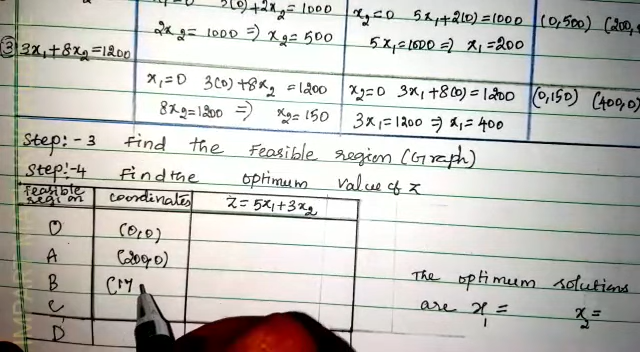 5(0)+2x₂ = 1000 x₂=0 5x₁+2(0)=1000 (0,500) (200,
2x₂ = 1000 ⇒ x₂ = 500 5x₁=1000 ⇒ x₁=200
③ 3x₁+8x₂=1200
x₁=0 3(0)+8x₂ =1200 x₂=0 3x₁+8(0)=1200 (0,150) (400,0)
8x₂=1200 ⇒ x₂=150 3x₁=1200 ⇒ x₁=400
Step:-3 Find the Feasible region (Graph)
Step:-4 Find the optimum value of z
Feasible region coordinates z = 5x₁+3x₂
O (0,0)
A (200,0)
B (14
C
D
The optimum solutions
are x₁ = x₂ =